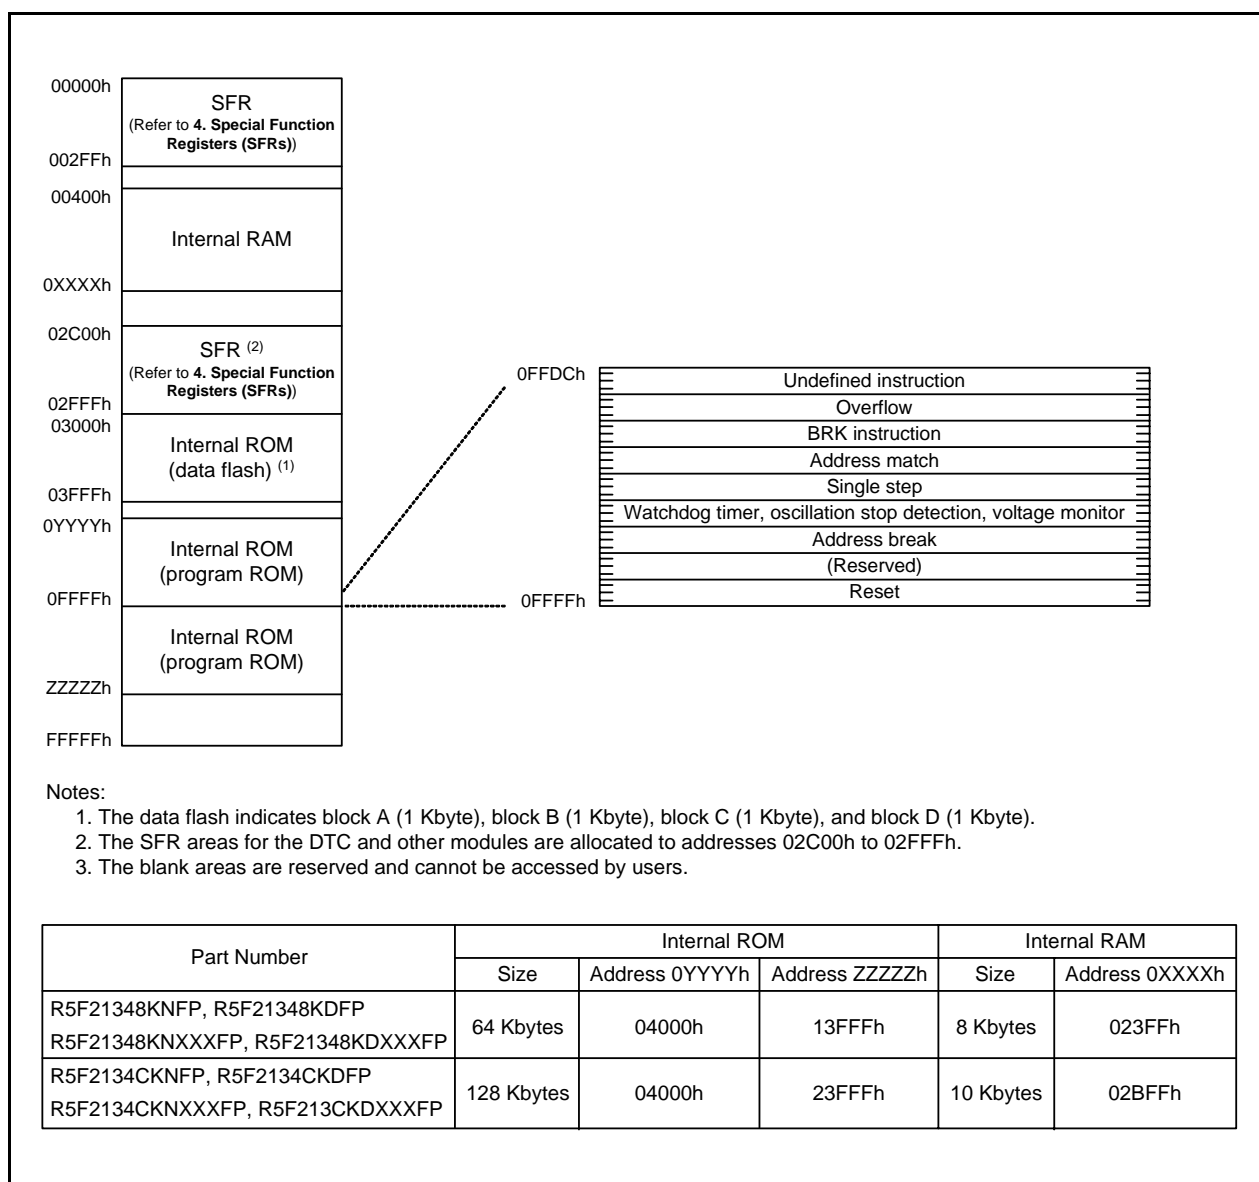 00000h
SFR
(Refer to 4. Special Function
Registers (SFRs))
002FFh
00400h
Internal RAM
0XXXXh
02C00h
SFR (2)
(Refer to 4. Special Function
Registers (SFRs))
02FFFh
03000h
Internal ROM
(data flash) (1)
03FFFh
0YYYYh
Internal ROM
(program ROM)
0FFFFh
Internal ROM
(program ROM)
ZZZZZh
FFFFFh
0FFDCh
Undefined instruction
Overflow
BRK instruction
Address match
Single step
Watchdog timer, oscillation stop detection, voltage monitor
Address break
(Reserved)
0FFFFh
Reset
Notes:
1. The data flash indicates block A (1 Kbyte), block B (1 Kbyte), block C (1 Kbyte), and block D (1 Kbyte).
2. The SFR areas for the DTC and other modules are allocated to addresses 02C00h to 02FFFh.
3. The blank areas are reserved and cannot be accessed by users.
Part Number Internal ROM Internal RAM
Size Address 0YYYYh Address ZZZZZh Size Address 0XXXXh
R5F21348KNFP, R5F21348KDFP
R5F21348KNXXXFP, R5F21348KDXXXFP
64 Kbytes 04000h 13FFFh 8 Kbytes 023FFh
R5F2134CKNFP, R5F2134CKDFP
R5F2134CKNXXXFP, R5F213CKDXXXFP
128 Kbytes 04000h 23FFFh 10 Kbytes 02BFFh